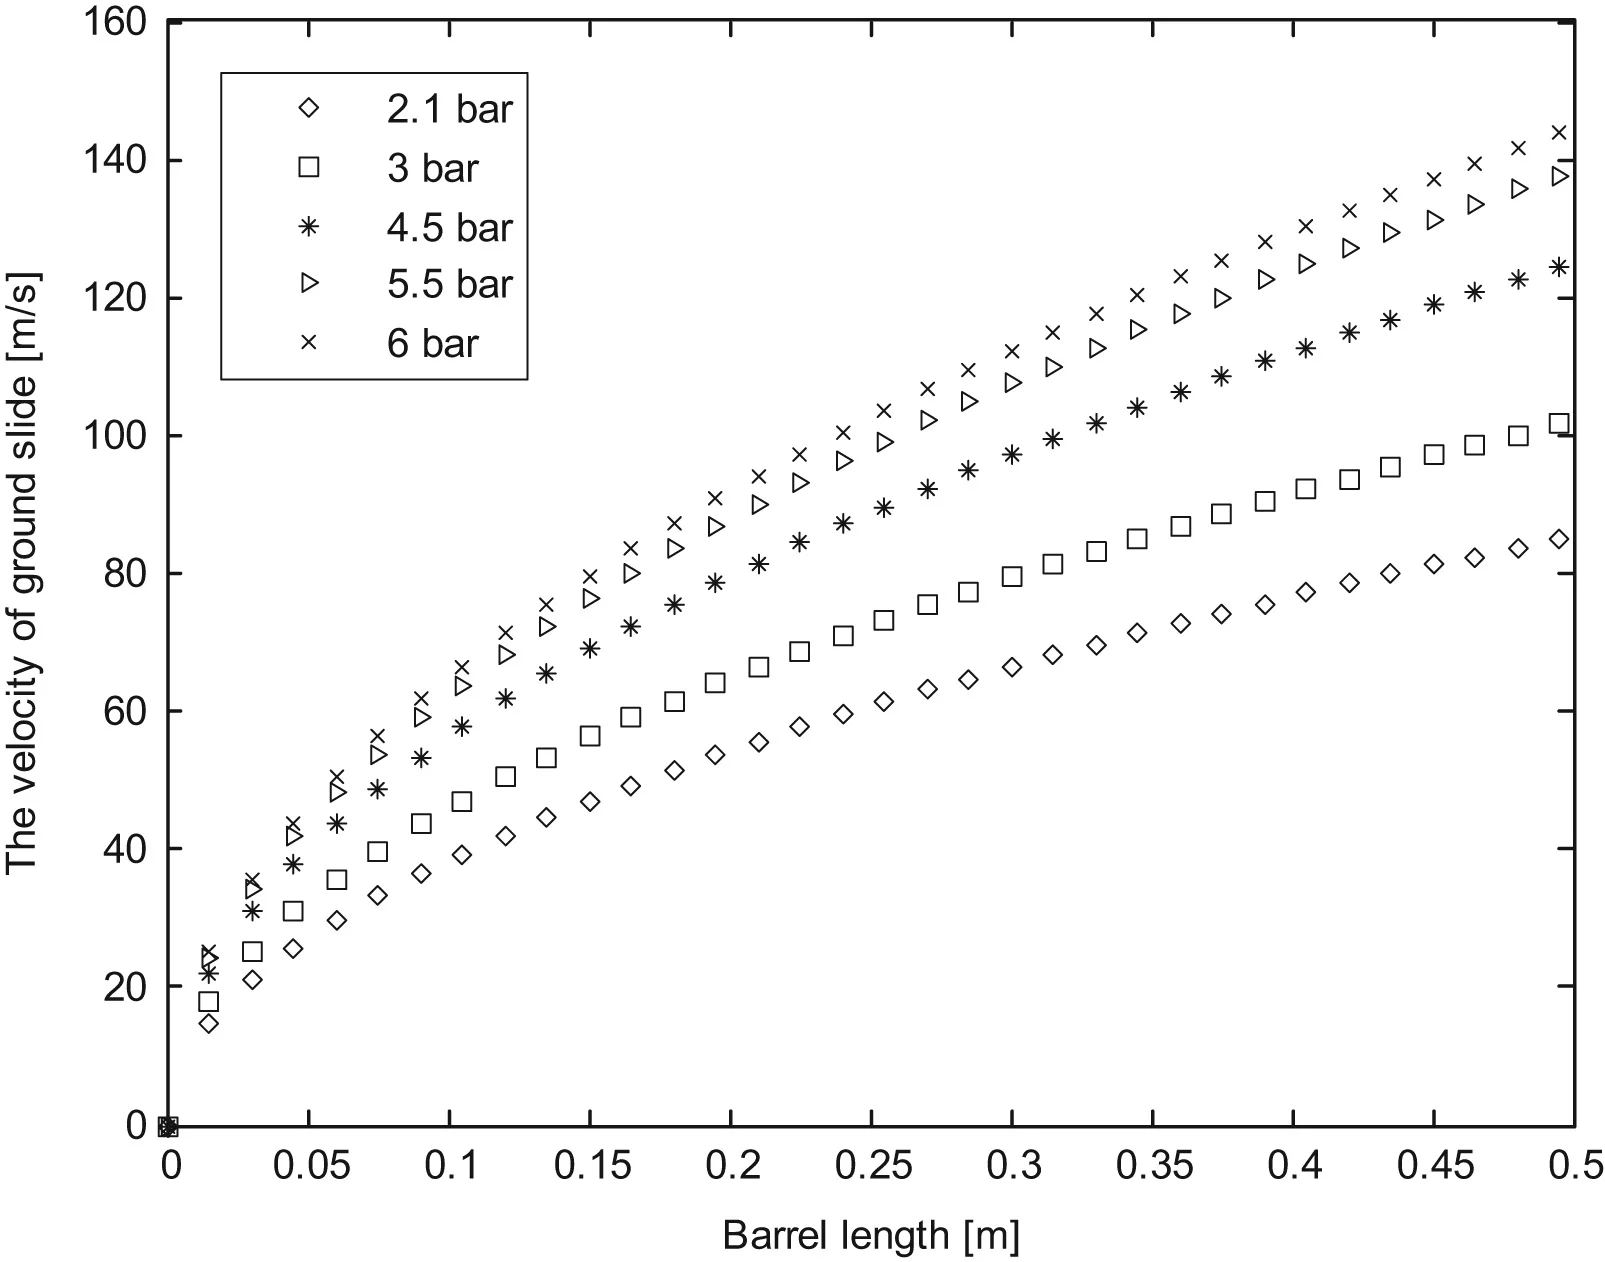 The velocity of ground slide [m/s]
160
140
120
100
80
60
40
20
0
2.1 bar
3 bar
4.5 bar
5.5 bar
6 bar
0 0.05 0.1 0.15 0.2 0.25 0.3 0.35 0.4 0.45 0.5
Barrel length [m]